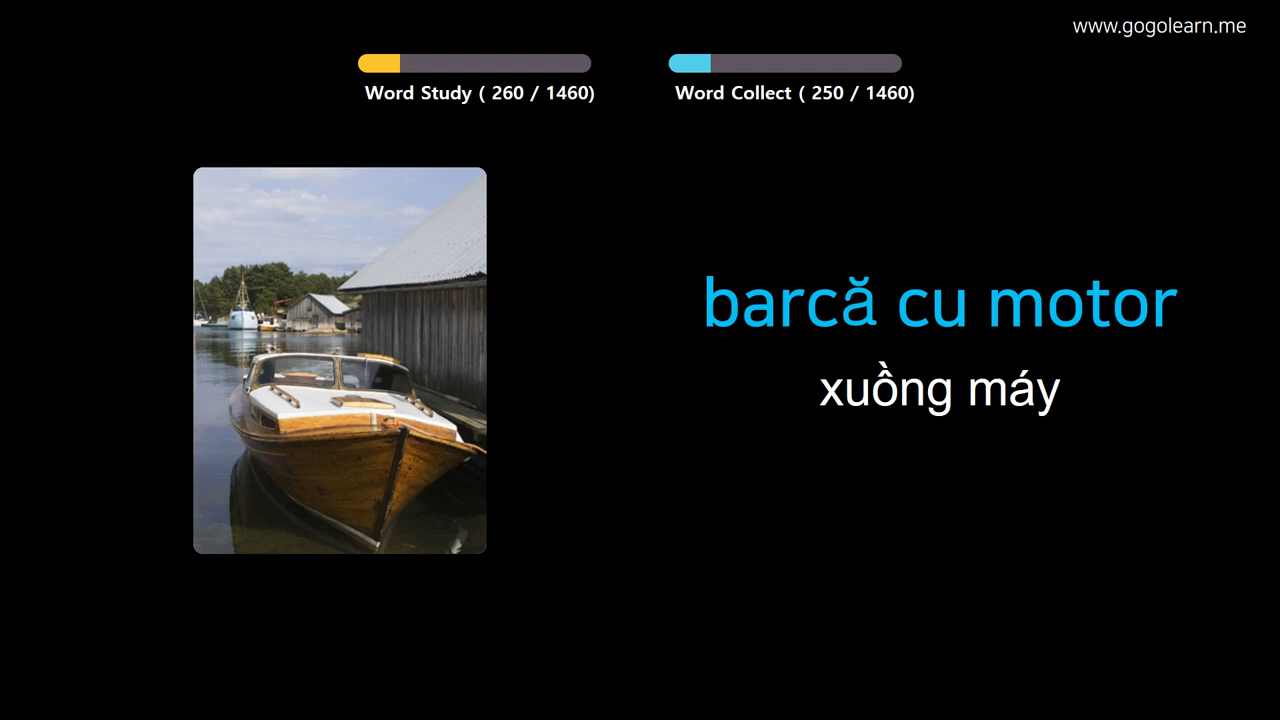 www.gogolearn.me
Word Study ( 260 / 1460)
Word Collect ( 250 / 1460)
barcă cu motor
xuồng máy